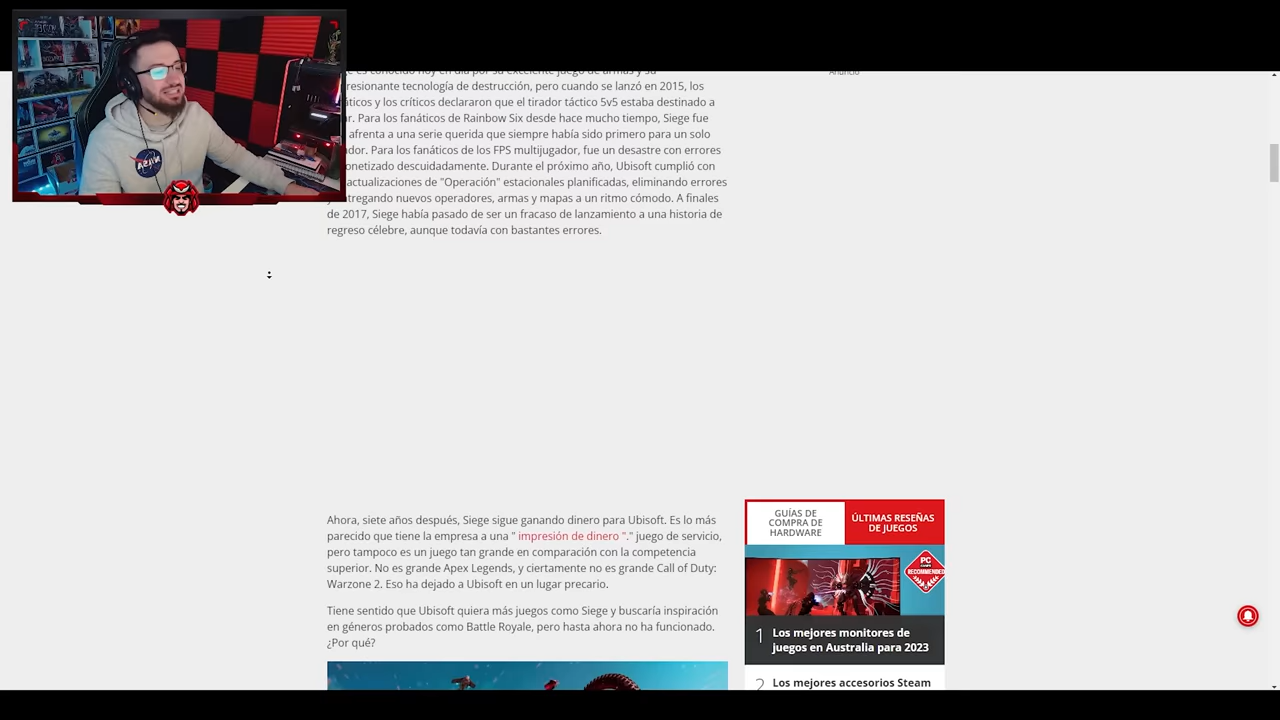 Anuncio
es conocido hoy en día por su excelente juego de armas y su
resionante tecnología de destrucción, pero cuando se lanzó en 2015, los
áticos y los críticos declararon que el tirador táctico 5v5 estaba destinado a
ar. Para los fanáticos de Rainbow Six desde hace mucho tiempo, Siege fue
afrenta a una serie querida que siempre había sido primero para un solo
ador. Para los fanáticos de los FPS multijugador, fue un desastre con errores
onetizado descuidadamente. Durante el próximo año, Ubisoft cumplió con
actualizaciones de "Operación" estacionales planificadas, eliminando errores
tregando nuevos operadores, armas y mapas a un ritmo cómodo. A finales
de 2017, Siege había pasado de ser un fracaso de lanzamiento a una historia de
regreso célebre, aunque todavía con bastantes errores.
Ahora, siete años después, Siege sigue ganando dinero para Ubisoft. Es lo más
parecido que tiene la empresa a una " impresión de dinero "." juego de servicio,
pero tampoco es un juego tan grande en comparación con la competencia
superior. No es grande Apex Legends, y ciertamente no es grande Call of Duty:
Warzone 2. Eso ha dejado a Ubisoft en un lugar precario.
Tiene sentido que Ubisoft quiera más juegos como Siege y buscaría inspiración
en géneros probados como Battle Royale, pero hasta ahora no ha funcionado.
¿Por qué?
GUÍAS DE
COMPRA DE
HARDWARE
ÚLTIMAS RESEÑAS
DE JUEGOS
PC
GAMER
RECOMMENDED
1 Los mejores monitores de
juegos en Australia para 2023
2 Los mejores accesorios Steam